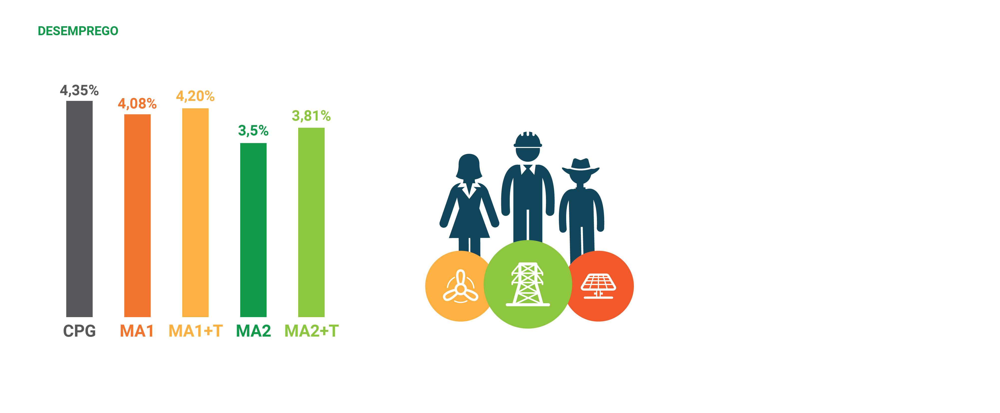 DESEMPREGO
4,35%
4,08%
4,20%
3,5%
3,81%
CPG
MA1
MA1+T
MA2
MA2+T